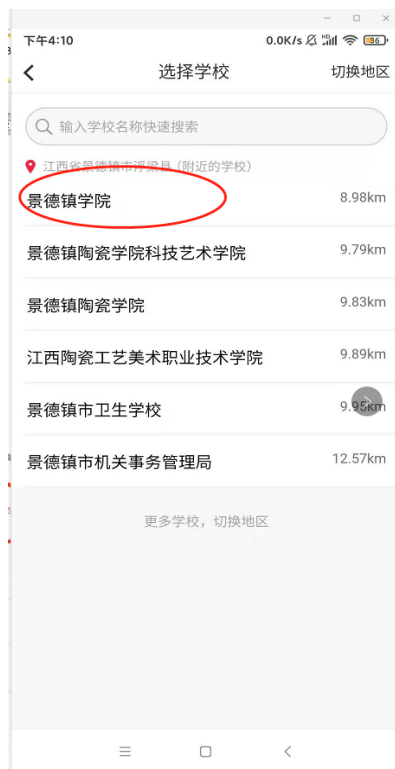 下午4:10
0.0K/s
HD
36
选择学校
切换地区
输入学校名称快速搜索
江西省景德镇市浮梁县 (附近的学校)
景德镇学院
8.98km
景德镇陶瓷学院科技艺术学院
9.79km
景德镇陶瓷学院
9.83km
江西陶瓷工艺美术职业技术学院
9.89km
景德镇市卫生学校
9.95km
景德镇市机关事务管理局
12.57km
更多学校，切换地区